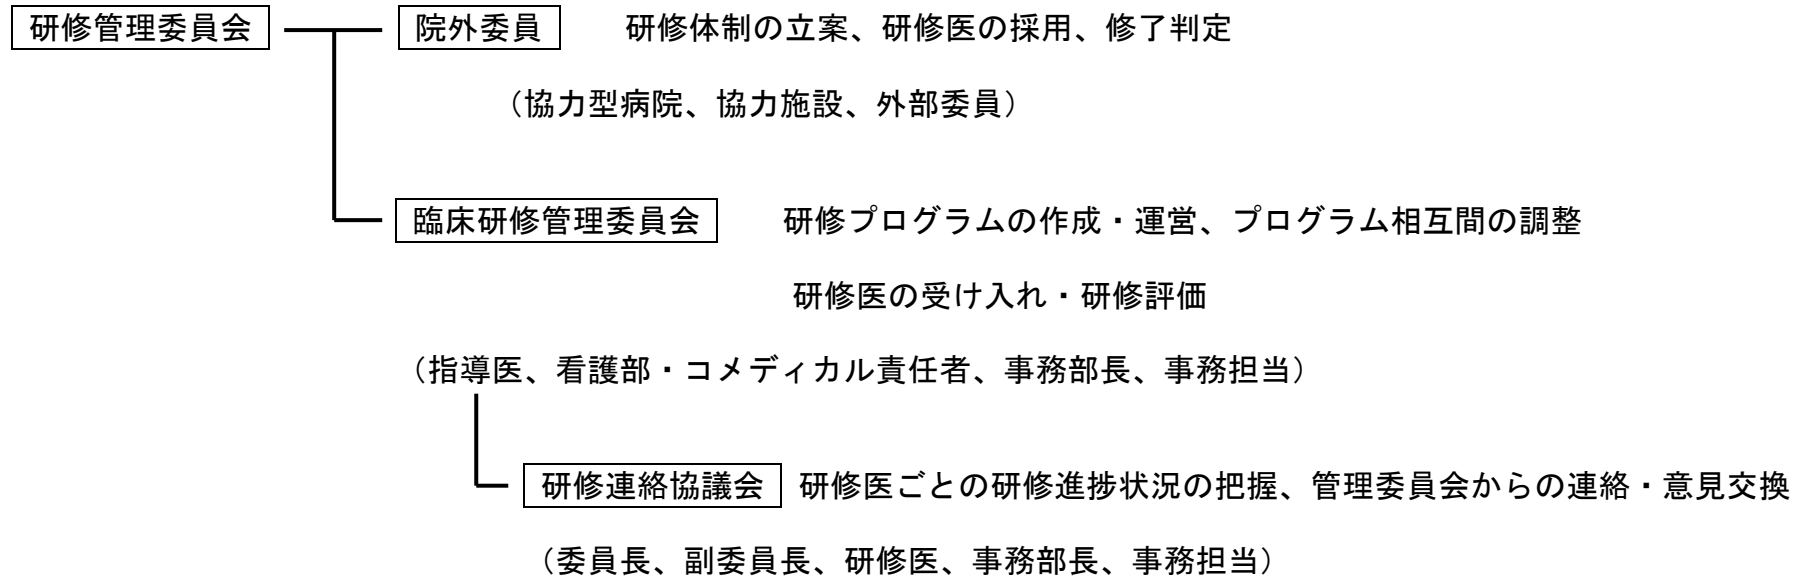 研修管理委員会 院外委員 研修体制の立案、研修医の採用、修了判定
（協力型病院、協力施設、外部委員）
臨床研修管理委員会 研修プログラムの作成・運営、プログラム相互間の調整
研修医の受け入れ・研修評価
（指導医、看護部・コメディカル責任者、事務部長、事務担当）
研修連絡協議会 研修医ごとの研修進捗状況の把握、管理委員会からの連絡・意見交換
（委員長、副委員長、研修医、事務部長、事務担当）